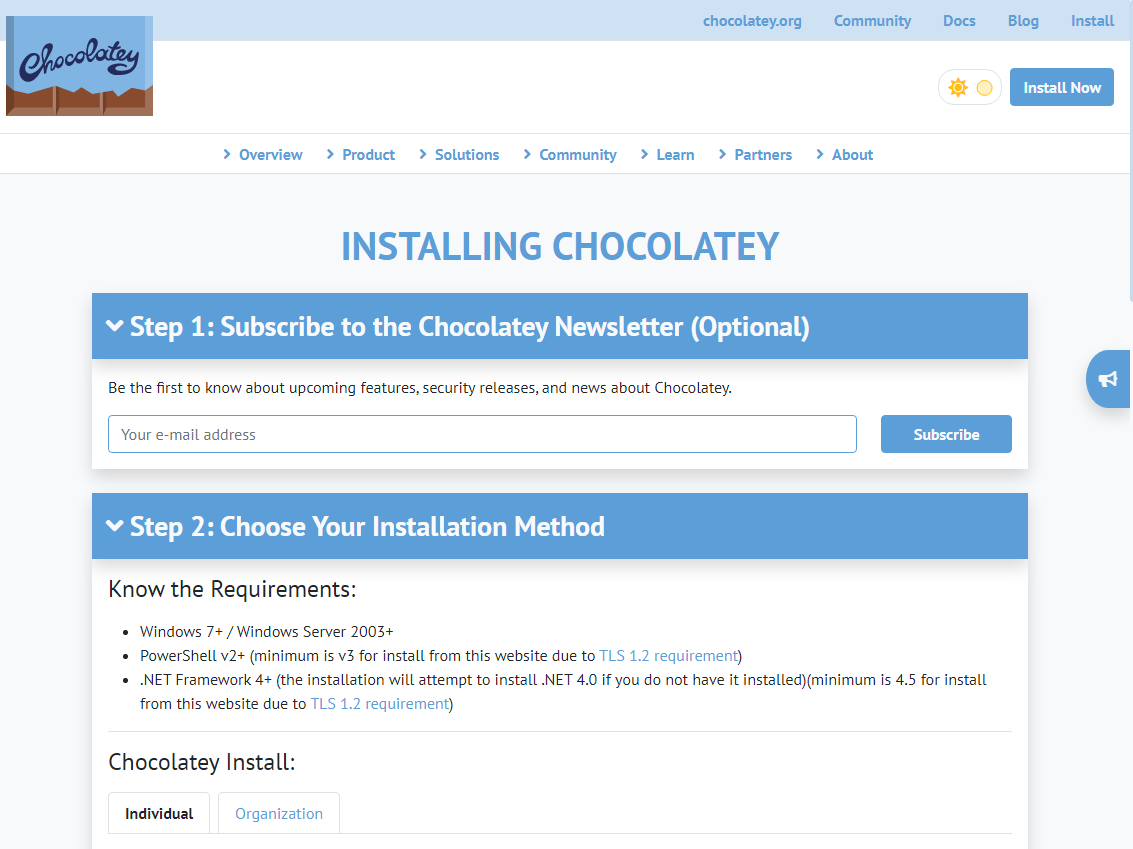 chocolatey.org Community Docs Blog Install
Chocolatey
Install Now
Overview Product Solutions Community Learn Partners About
INSTALLING CHOCOLATEY
Step 1: Subscribe to the Chocolatey Newsletter (Optional)
Be the first to know about upcoming features, security releases, and news about Chocolatey.
Your e-mail address
Subscribe
Step 2: Choose Your Installation Method
Know the Requirements:
Windows 7+ / Windows Server 2003+
PowerShell v2+ (minimum is v3 for install from this website due to TLS 1.2 requirement)
.NET Framework 4+ (the installation will attempt to install .NET 4.0 if you do not have it installed)(minimum is 4.5 for install
from this website due to TLS 1.2 requirement)
Chocolatey Install:
Individual Organization